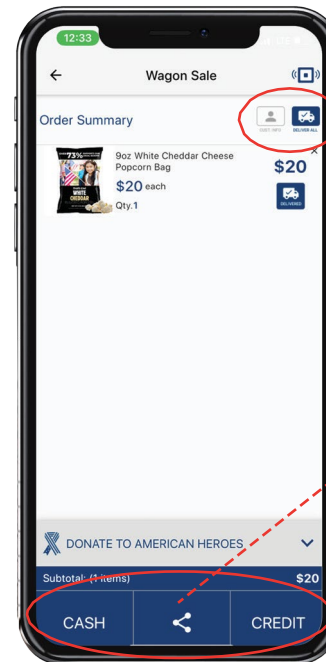 12:33
Wagon Sale
Order Summary
CUST. INFO
DELIVER ALL
73%
9oz White Cheddar Cheese
Popcorn Bag
$20
$20 each
Qty.1
DELIVERED
WHITE
CHEDDAR
DONATE TO AMERICAN HEROES
Subtotal: (1 items)
$20
CASH
CREDIT